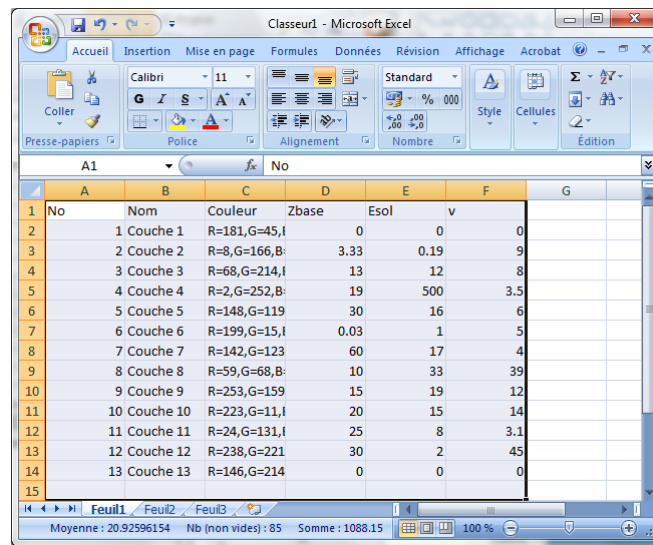 Classeur1 - Microsoft Excel
Accueil Insertion Mise en page Formules Données Révision Affichage Acrobat
Coller
Calibri 11
G I S A A
A
Standard
% 000
Style Cellules
Presse-papiers Police Alignement Nombre Édition
A1 fx No
A B C D E F G
1 No Nom Couleur Zbase Esol v
2 1 Couche 1 R=181,G=45,B 0 0 0
3 2 Couche 2 R=8,G=166,B= 3.33 0.19 9
4 3 Couche 3 R=68,G=214,B 13 12 8
5 4 Couche 4 R=2,G=252,B= 19 500 3.5
6 5 Couche 5 R=148,G=119 30 16 6
7 6 Couche 6 R=199,G=15,B 0.03 1 5
8 7 Couche 7 R=142,G=123 60 17 4
9 8 Couche 8 R=59,G=68,B= 10 33 39
10 9 Couche 9 R=253,G=159 15 19 12
11 10 Couche 10 R=223,G=11,B 20 15 14
12 11 Couche 11 R=24,G=131,B 25 8 3.1
13 12 Couche 12 R=238,G=221 30 2 45
14 13 Couche 13 R=146,G=214 0 0 0
15
Feuil1 Feuil2 Feuil3
Moyenne : 20.92596154 Nb (non vides) : 85 Somme : 1088.15 100 %